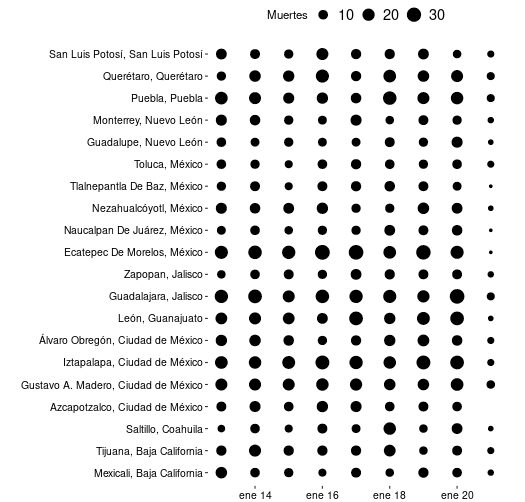 Muertes 10 20 30
San Luis Potosí, San Luis Potosí
Querétaro, Querétaro
Puebla, Puebla
Monterrey, Nuevo León
Guadalupe, Nuevo León
Toluca, México
Tlalnepantla De Baz, México
Nezahualcóyotl, México
Naucalpan De Juárez, México
Ecatepec De Morelos, México
Zapopan, Jalisco
Guadalajara, Jalisco
León, Guanajuato
Álvaro Obregón, Ciudad de México
Iztapalapa, Ciudad de México
Gustavo A. Madero, Ciudad de México
Azcapotzalco, Ciudad de México
Saltillo, Coahuila
Tijuana, Baja California
Mexicali, Baja California
ene 14 ene 16 ene 18 ene 20